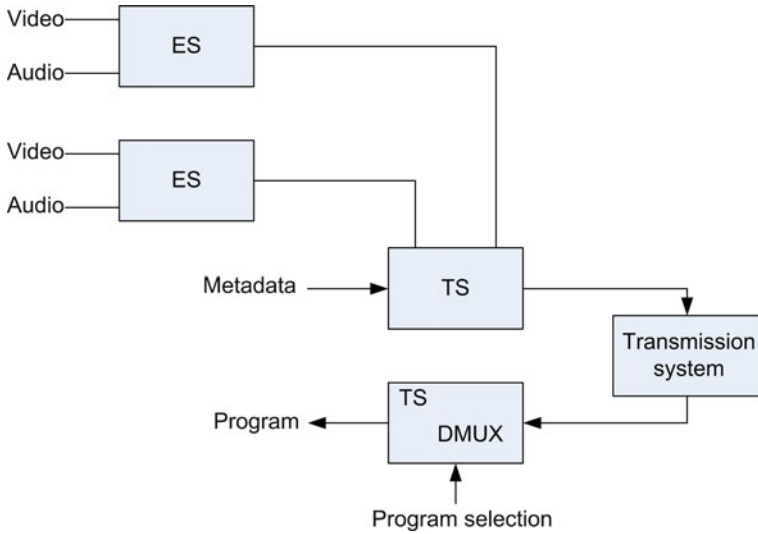 Video
ES
Audio
Video
ES
Audio
Metadata
TS
Transmission
system
TS
DMUX
Program
Program selection